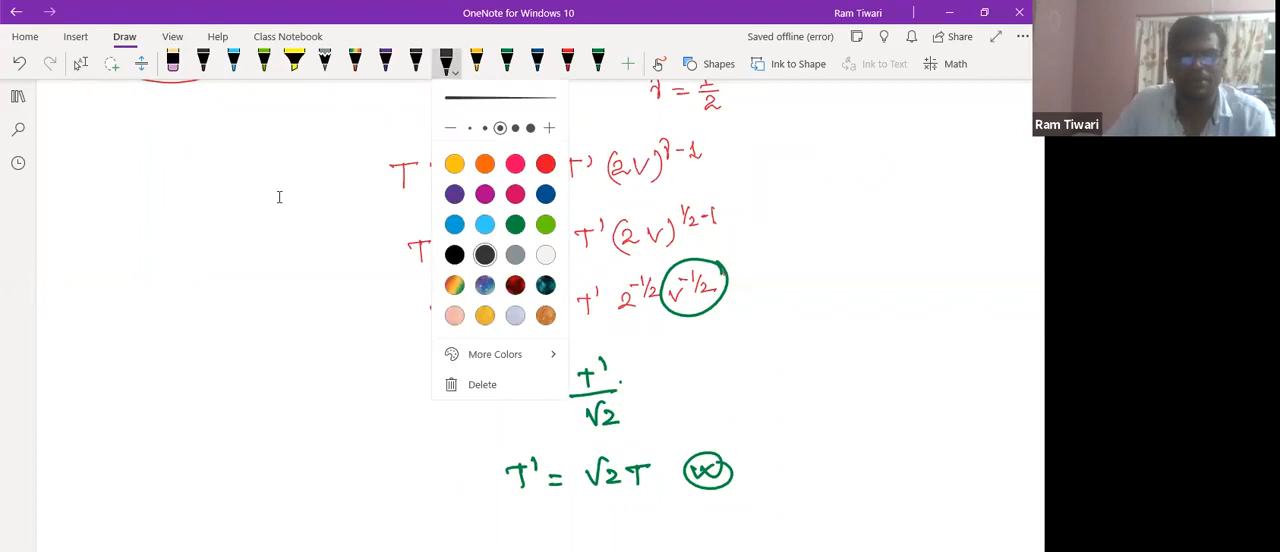 OneNote for Windows 10
Ram Tiwari
Home Insert Draw View Help Class Notebook
Saved offline (error) Share
Shapes Ink to Shape Ink to Text Math
Ram Tiwari
γ = 1/2
T' (2V)^γ-1
T
T' (2V)^1/2-1
T
T' 2^-1/2 V^-1/2
More Colors
Delete
T'/√2
T' = √2 T